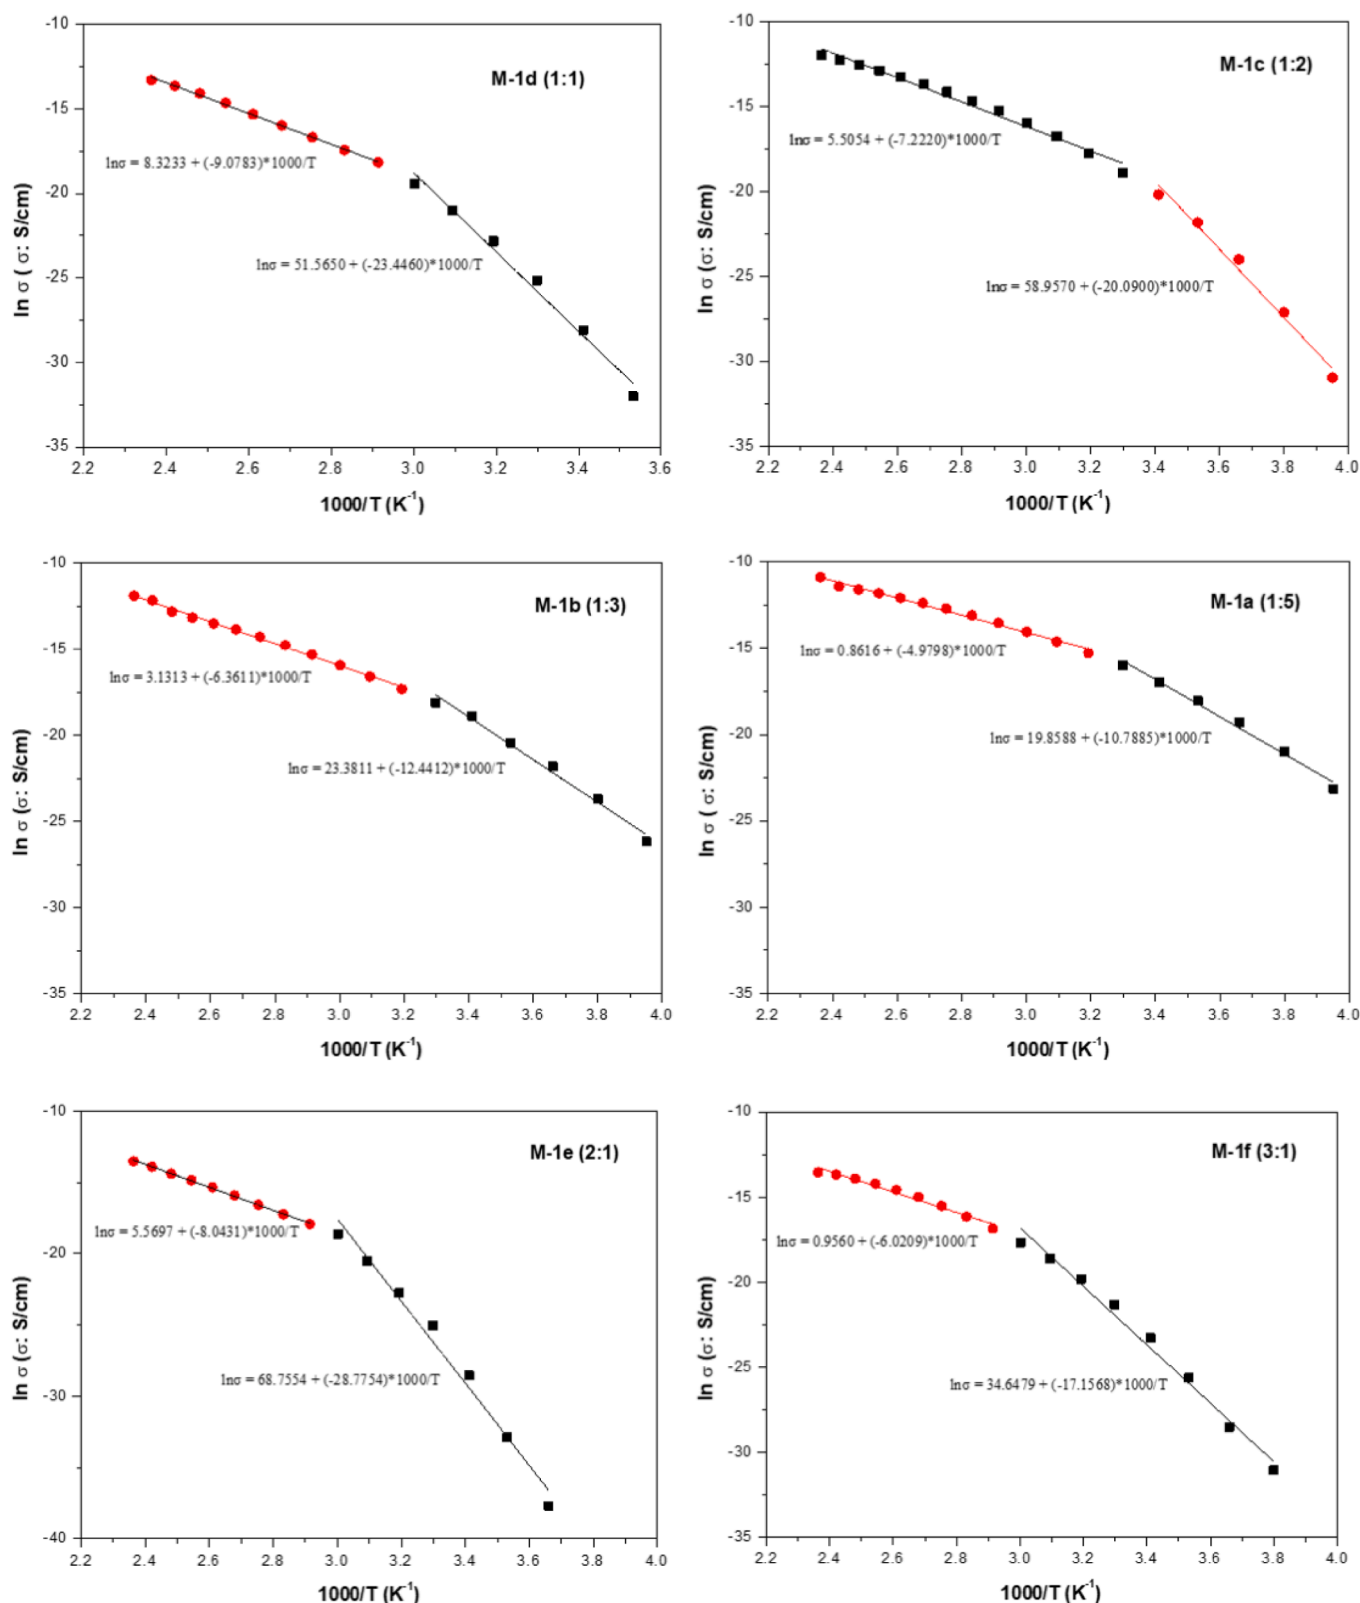 -10
-15
-20
-25
-30
-35
ln σ ( σ: S/cm)
M-1d (1:1)
lnσ = 8.3233 + (-9.0783)*1000/T
lnσ = 51.5650 + (-23.4460)*1000/T
2.2 2.4 2.6 2.8 3.0 3.2 3.4 3.6
1000/T (K-1)
-10
-15
-20
-25
-30
-35
ln σ ( σ: S/cm)
M-1c (1:2)
lnσ = 5.5054 + (-7.2220)*1000/T
lnσ = 58.9570 + (-20.0900)*1000/T
2.2 2.4 2.6 2.8 3.0 3.2 3.4 3.6 3.8 4.0
1000/T (K-1)
-10
-15
-20
-25
-30
-35
ln σ (σ: S/cm)
M-1b (1:3)
lnσ = 3.1313 + (-6.3611)*1000/T
lnσ = 23.3811 + (-12.4412)*1000/T
2.2 2.4 2.6 2.8 3.0 3.2 3.4 3.6 3.8 4.0
1000/T (K-1)
-10
-15
-20
-25
-30
-35
ln σ ( σ: S/cm)
M-1a (1:5)
lnσ = 0.8616 + (-4.9798)*1000/T
lnσ = 19.8588 + (-10.7885)*1000/T
2.2 2.4 2.6 2.8 3.0 3.2 3.4 3.6 3.8 4.0
1000/T (K-1)
-10
-20
-30
-40
ln σ (σ: S/cm)
M-1e (2:1)
lnσ = 5.5697 + (-8.0431)*1000/T
lnσ = 68.7554 + (-28.7754)*1000/T
2.2 2.4 2.6 2.8 3.0 3.2 3.4 3.6 3.8 4.0
1000/T (K-1)
-10
-15
-20
-25
-30
-35
ln σ (σ: S/cm)
M-1f (3:1)
lnσ = 0.9560 + (-6.0209)*1000/T
lnσ = 34.6479 + (-17.1568)*1000/T
2.2 2.4 2.6 2.8 3.0 3.2 3.4 3.6 3.8 4.0
1000/T (K-1)